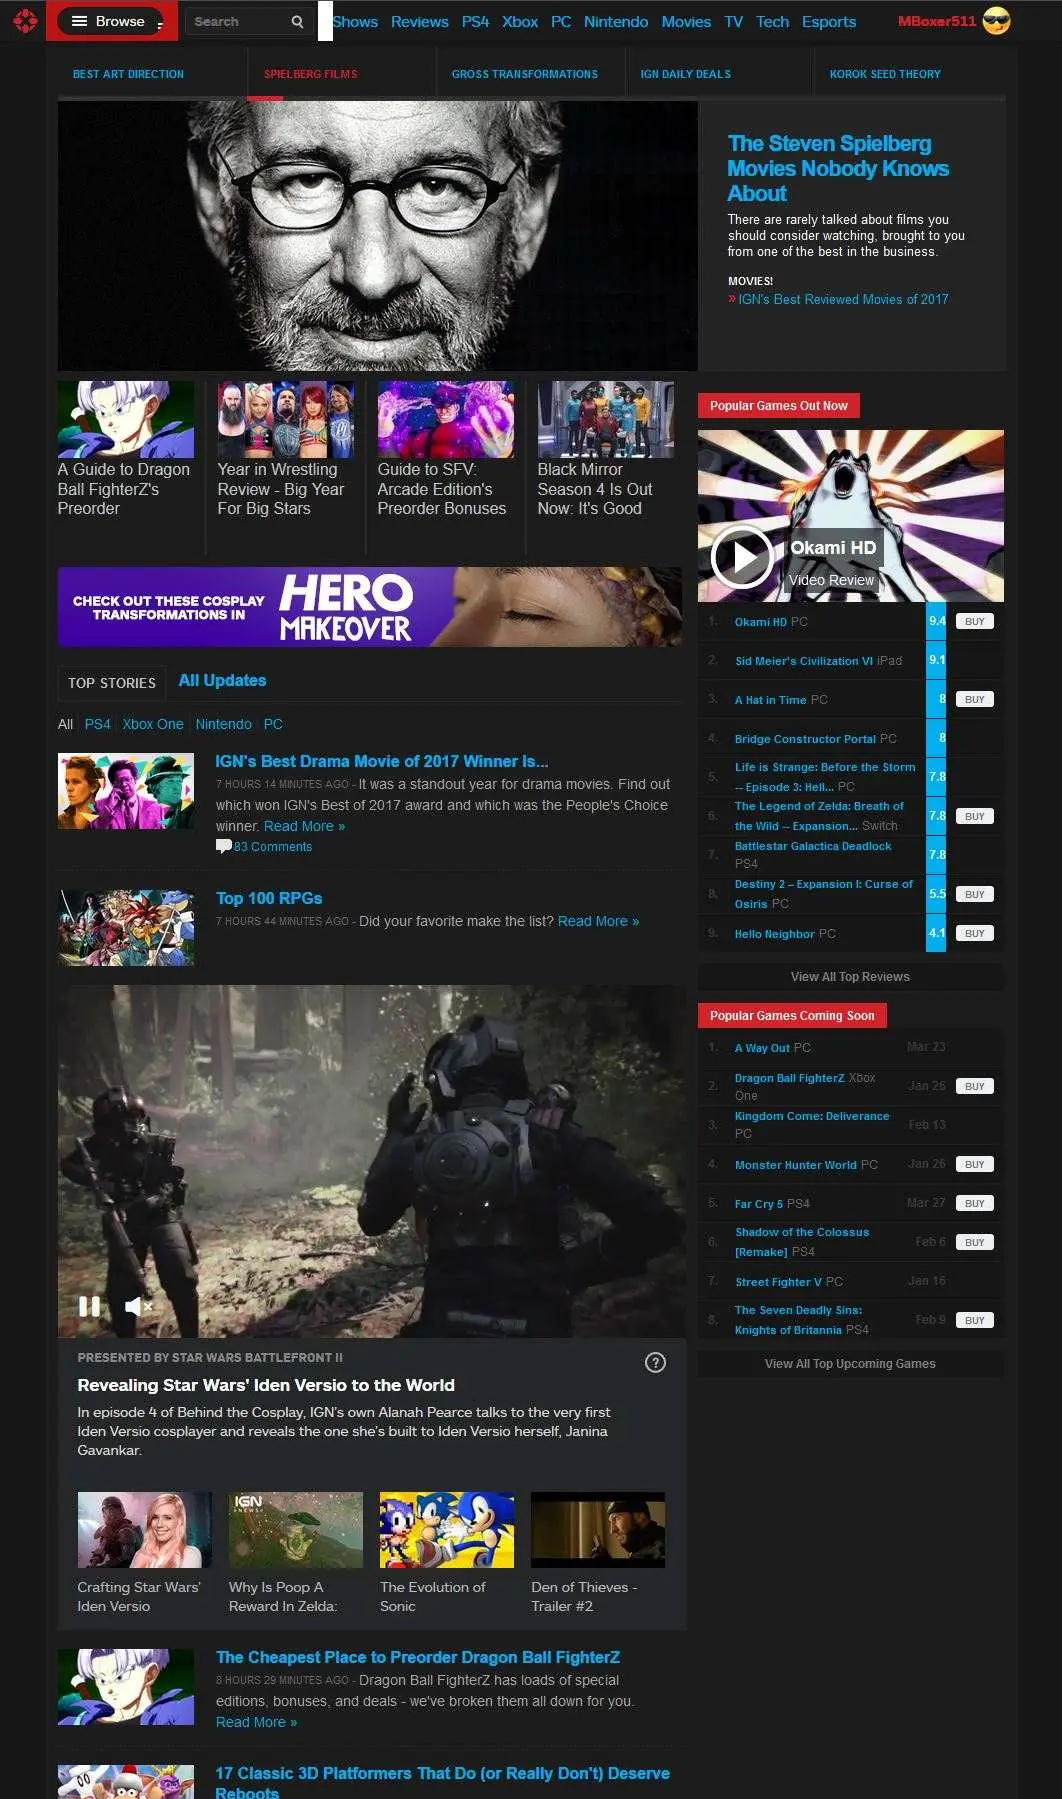 Browse
Search
Shows Reviews PS4 Xbox PC Nintendo Movies TV Tech Esports
MBoxer511
BEST ART DIRECTION
SPIELBERG FILMS
GROSS TRANSFORMATIONS
IGN DAILY DEALS
KOROK SEED THEORY
The Steven Spielberg
Movies Nobody Knows
About
There are rarely talked about films you
should consider watching, brought to you
from one of the best in the business.
MOVIES!
» IGN's Best Reviewed Movies of 2017
A Guide to Dragon
Ball FighterZ's
Preorder
Year in Wrestling
Review - Big Year
For Big Stars
Guide to SFV:
Arcade Edition's
Preorder Bonuses
Black Mirror
Season 4 Is Out
Now: It's Good
CHECK OUT THESE COSPLAY
TRANSFORMATIONS IN
HERO
MAKEOVER
TOP STORIES
All Updates
All PS4 Xbox One Nintendo PC
IGN's Best Drama Movie of 2017 Winner Is...
7 HOURS 14 MINUTES AGO - It was a standout year for drama movies. Find out
which won IGN's Best of 2017 award and which was the People's Choice
winner. Read More »
83 Comments
Top 100 RPGs
7 HOURS 44 MINUTES AGO - Did your favorite make the list? Read More »
PRESENTED BY STAR WARS BATTLEFRONT II
?
Revealing Star Wars' Iden Versio to the World
In episode 4 of Behind the Cosplay, IGN's own Alanah Pearce talks to the very first
Iden Versio cosplayer and reveals the one she's built to Iden Versio herself, Janina
Gavankar.
IGN
NEWS
Crafting Star Wars'
Iden Versio
Why Is Poop A
Reward In Zelda:
The Evolution of
Sonic
Den of Thieves -
Trailer #2
The Cheapest Place to Preorder Dragon Ball FighterZ
8 HOURS 29 MINUTES AGO - Dragon Ball FighterZ has loads of special
editions, bonuses, and deals - we've broken them all down for you.
Read More »
17 Classic 3D Platformers That Do (or Really Don't) Deserve
Reboots
Popular Games Out Now
Okami HD
Video Review
1. Okami HD PC 9.4 BUY
2. Sid Meier's Civilization VI iPad 9.1
3. A Hat in Time PC 8 BUY
4. Bridge Constructor Portal PC 8
5. Life is Strange: Before the Storm
-- Episode 3: Hell... PC 7.8
6. The Legend of Zelda: Breath of
the Wild -- Expansion... Switch 7.8 BUY
7. Battlestar Galactica Deadlock
PS4 7.8
8. Destiny 2 – Expansion I: Curse of
Osiris PC 5.5 BUY
9. Hello Neighbor PC 4.1 BUY
View All Top Reviews
Popular Games Coming Soon
1. A Way Out PC Mar 23
2. Dragon Ball FighterZ Xbox
One Jan 26 BUY
3. Kingdom Come: Deliverance
PC Feb 13
4. Monster Hunter World PC Jan 26 BUY
5. Far Cry 5 PS4 Mar 27 BUY
6. Shadow of the Colossus
[Remake] PS4 Feb 6 BUY
7. Street Fighter V PC Jan 16
8. The Seven Deadly Sins:
Knights of Britannia PS4 Feb 9 BUY
View All Top Upcoming Games